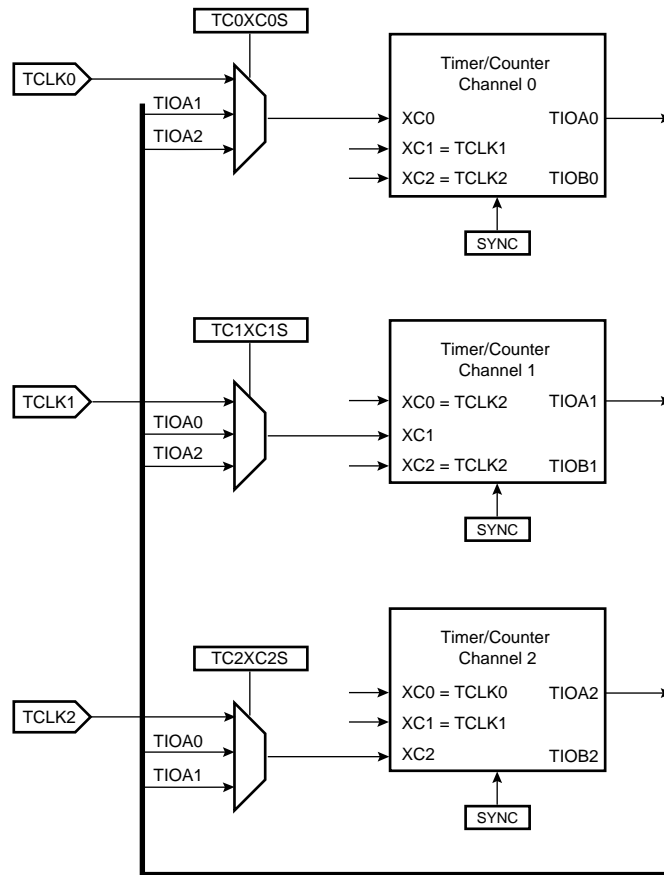 TC0XC0S
TCLK0
TIOA1
TIOA2
Timer/Counter
Channel 0
XC0
TIOA0
XC1 = TCLK1
XC2 = TCLK2
TIOB0
SYNC
TC1XC1S
TCLK1
TIOA0
TIOA2
Timer/Counter
Channel 1
XC0 = TCLK2
TIOA1
XC1
XC2 = TCLK2
TIOB1
SYNC
TC2XC2S
TCLK2
TIOA0
TIOA1
Timer/Counter
Channel 2
XC0 = TCLK0
TIOA2
XC1 = TCLK1
XC2
TIOB2
SYNC